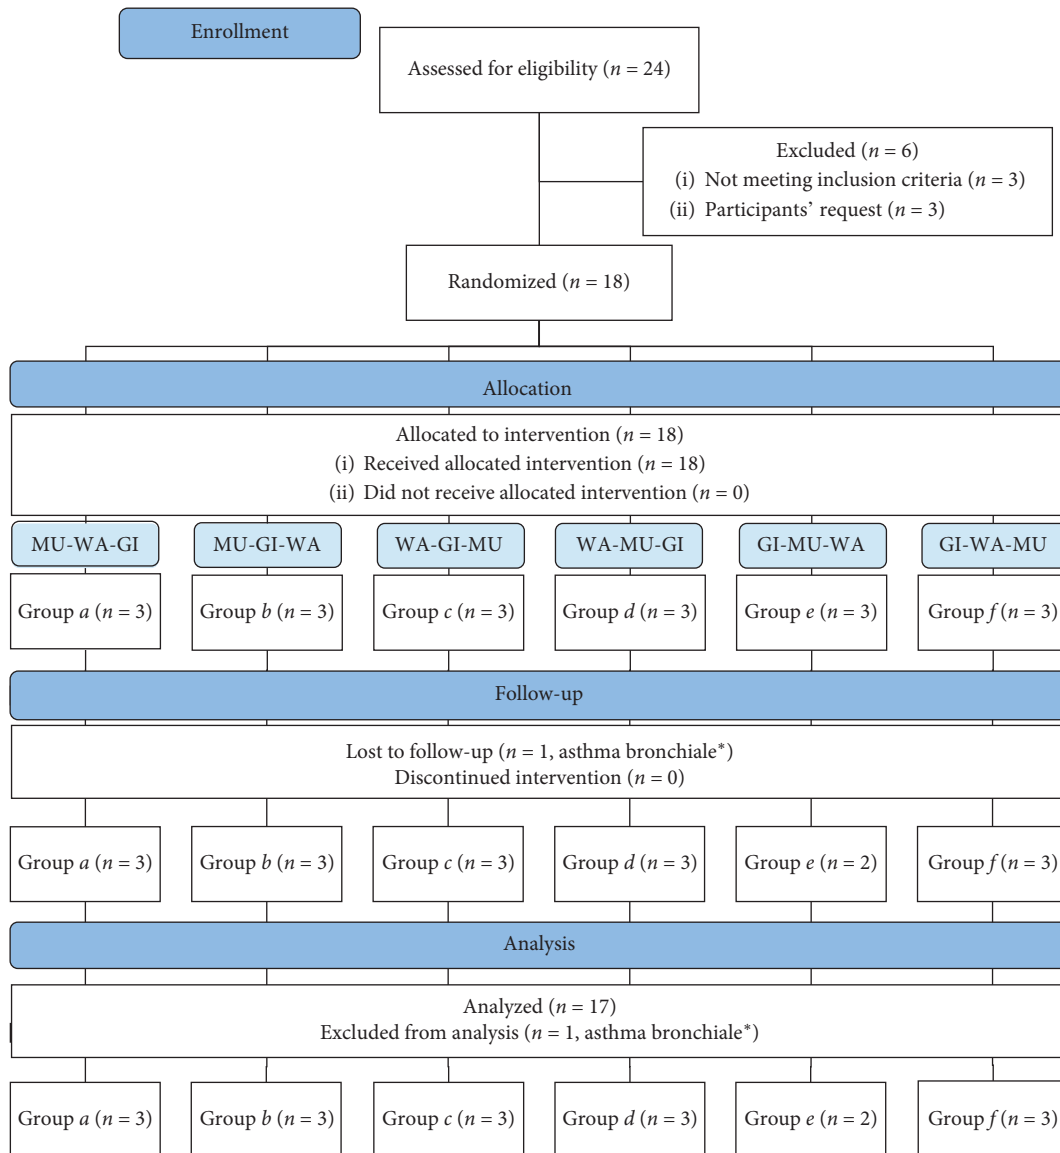 Enrollment
Assessed for eligibility (n = 24)
Excluded (n = 6)
(i) Not meeting inclusion criteria (n = 3)
(ii) Participants’ request (n = 3)
Randomized (n = 18)
Allocation
Allocated to intervention (n = 18)
(i) Received allocated intervention (n = 18)
(ii) Did not receive allocated intervention (n = 0)
MU-WA-GI
MU-GI-WA
WA-GI-MU
WA-MU-GI
GI-MU-WA
GI-WA-MU
Group a (n = 3)
Group b (n = 3)
Group c (n = 3)
Group d (n = 3)
Group e (n = 3)
Group f (n = 3)
Follow-up
Lost to follow-up (n = 1, asthma bronchiale*)
Discontinued intervention (n = 0)
Group a (n = 3)
Group b (n = 3)
Group c (n = 3)
Group d (n = 3)
Group e (n = 2)
Group f (n = 3)
Analysis
Analyzed (n = 17)
Excluded from analysis (n = 1, asthma bronchiale*)
Group a (n = 3)
Group b (n = 3)
Group c (n = 3)
Group d (n = 3)
Group e (n = 2)
Group f (n = 3)